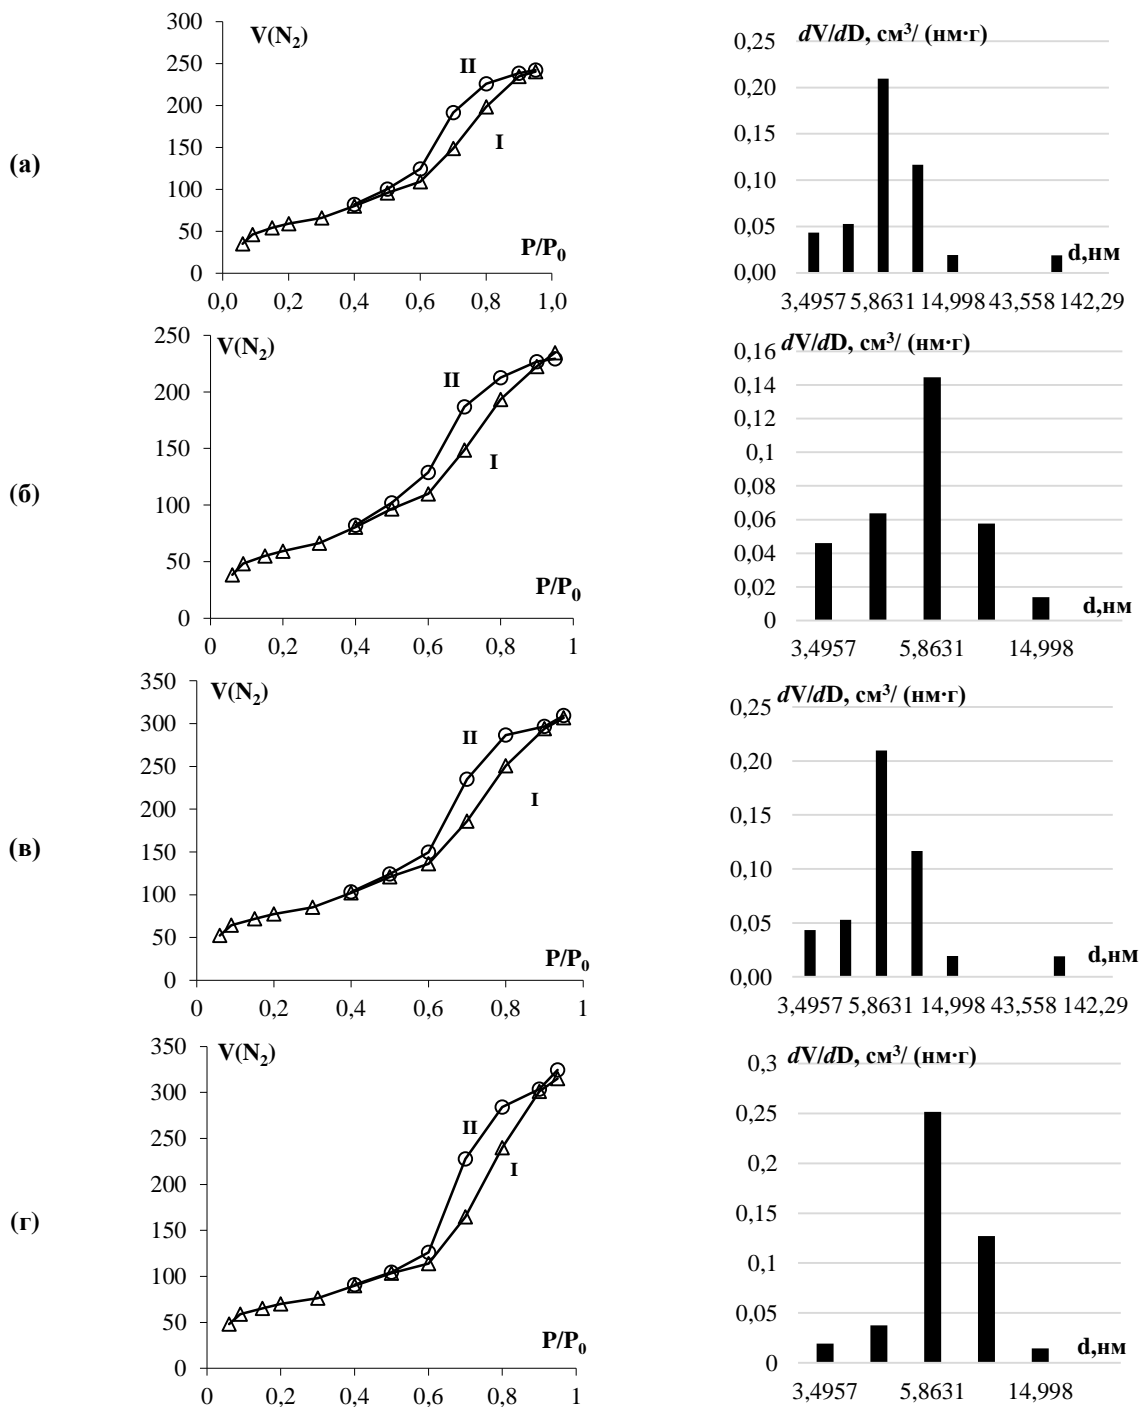 (а)
V(N₂)
300
250
200
150
100
50
0
II
I
P/P₀
0,0 0,2 0,4 0,6 0,8 1,0
dV/dD, см³/ (нм·г)
0,25
0,20
0,15
0,10
0,05
0,00
d,нм
3,4957 5,8631 14,998 43,558 142,29
(б)
V(N₂)
250
200
150
100
50
0
II
I
P/P₀
0 0,2 0,4 0,6 0,8 1
dV/dD, см³/ (нм·г)
0,16
0,14
0,12
0,1
0,08
0,06
0,04
0,02
0
d,нм
3,4957 5,8631 14,998
(в)
V(N₂)
350
300
250
200
150
100
50
0
II
I
P/P₀
0 0,2 0,4 0,6 0,8 1
dV/dD, см³/ (нм·г)
0,25
0,20
0,15
0,10
0,05
0,00
d,нм
3,4957 5,8631 14,998 43,558 142,29
(г)
V(N₂)
350
300
250
200
150
100
50
0
II
I
P/P₀
0 0,2 0,4 0,6 0,8 1
dV/dD, см³/ (нм·г)
0,3
0,25
0,2
0,15
0,1
0,05
0
d,нм
3,4957 5,8631 14,998